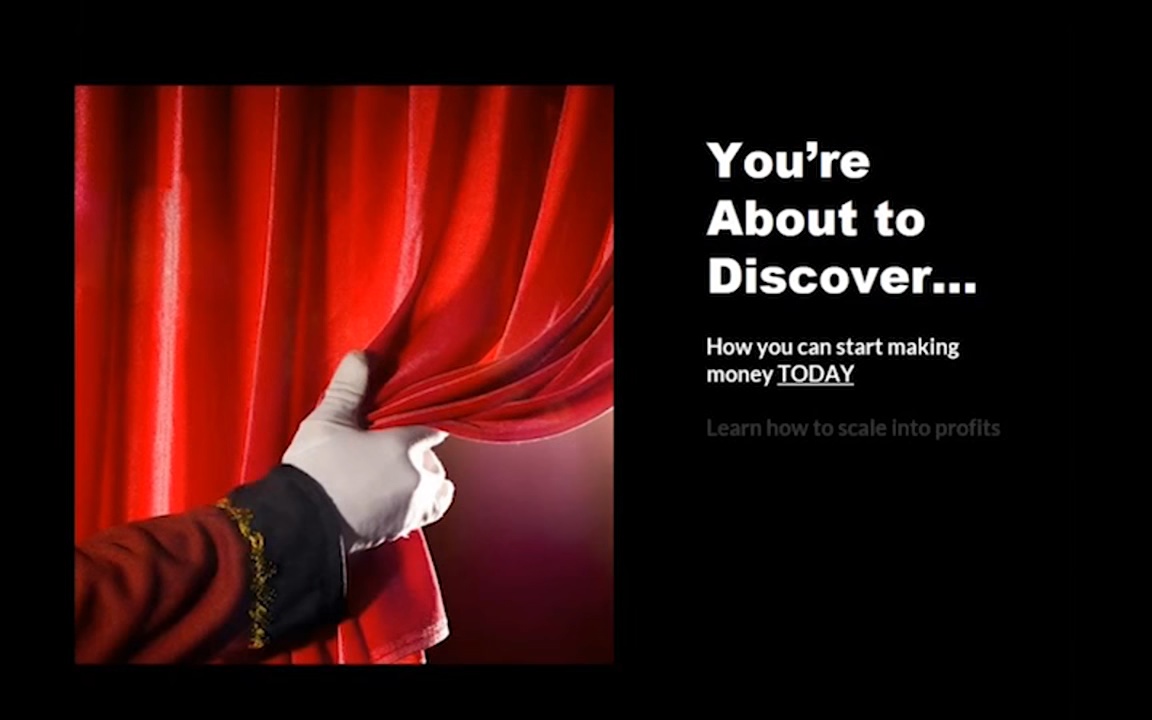 You’re
About to
Discover...
How you can start making
money TODAY
Learn how to scale into profits